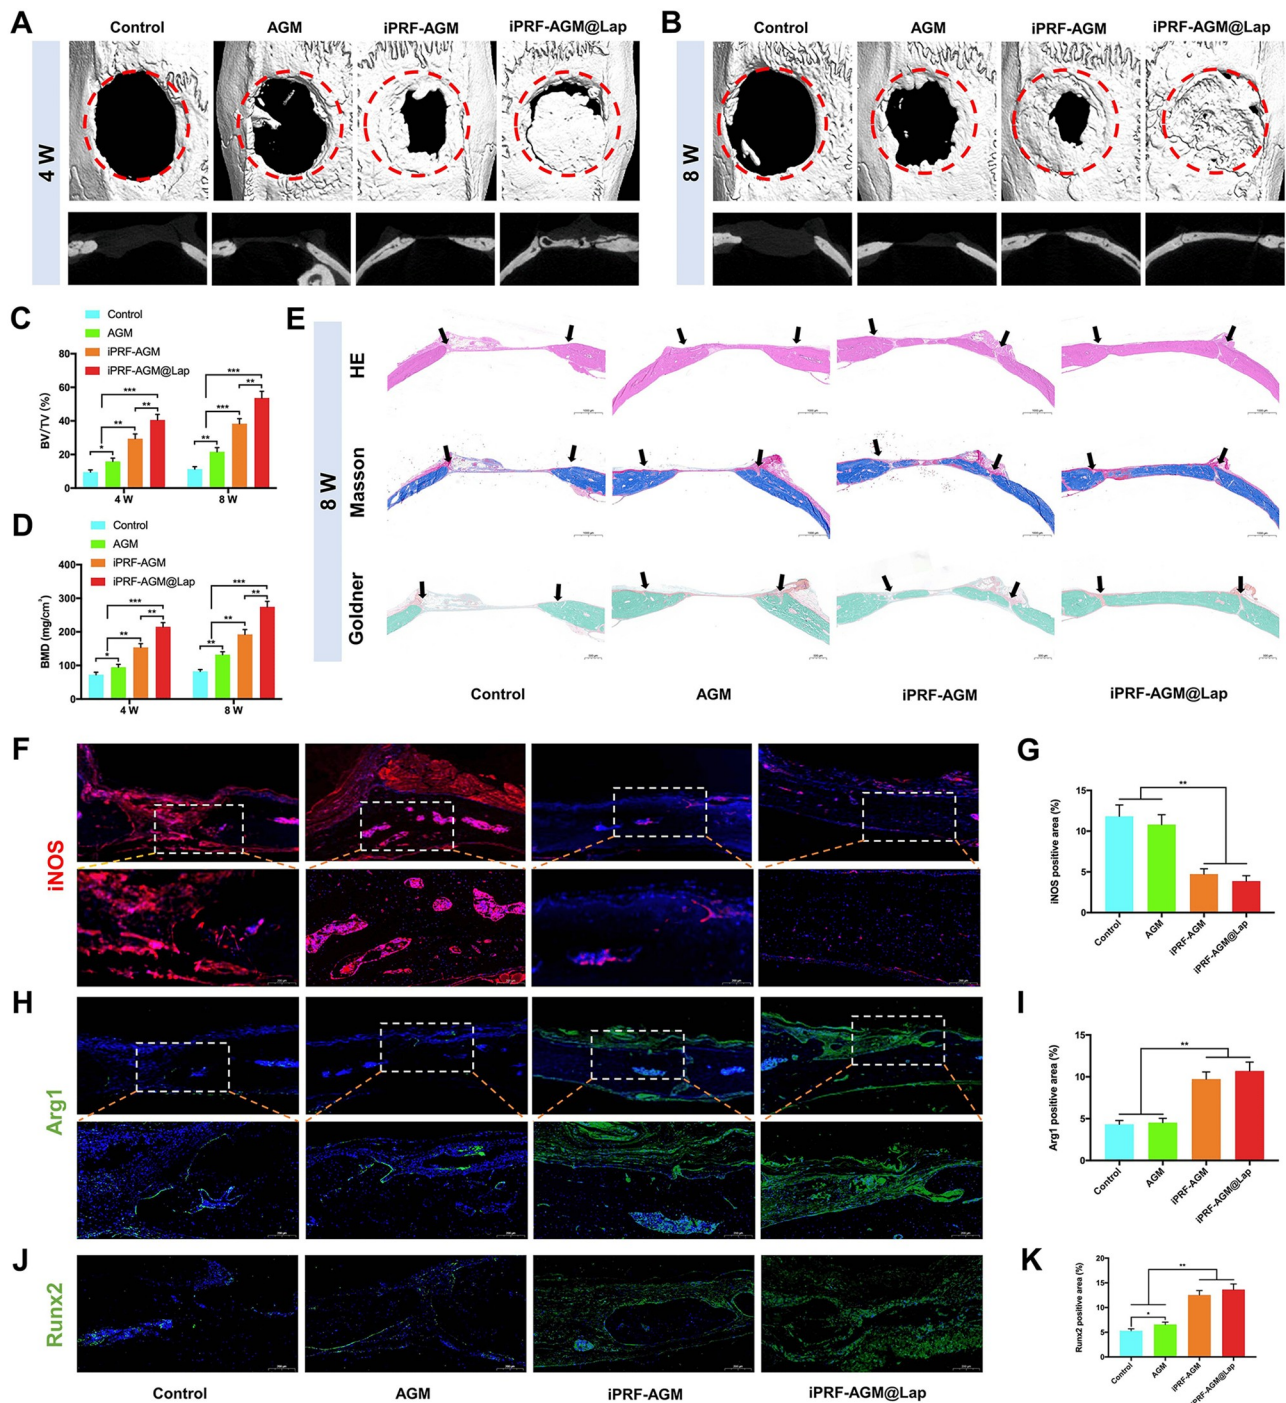 A
Control
AGM
iPRF-AGM
iPRF-AGM@Lap
4 W
B
Control
AGM
iPRF-AGM
iPRF-AGM@Lap
8 W
C
Control
AGM
iPRF-AGM
iPRF-AGM@Lap
BV/TV (%)
80
60
40
20
0
*
**
***
**
**
***
***
**
4 W
8 W
D
Control
AGM
iPRF-AGM
iPRF-AGM@Lap
BMD (mg/cm³)
400
300
200
100
0
*
**
***
**
**
**
***
**
4 W
8 W
E
8 W
HE
Masson
Goldner
Control
AGM
iPRF-AGM
iPRF-AGM@Lap
F
iNOS
G
iNOS positive area (%)
15
10
5
0
**
Control
AGM
iPRF-AGM
iPRF-AGM@Lap
H
Arg1
I
Arg1 positive area (%)
15
10
5
0
**
Control
AGM
iPRF-AGM
iPRF-AGM@Lap
J
Runx2
Control
AGM
iPRF-AGM
iPRF-AGM@Lap
K
Runx2 positive area (%)
20
15
10
5
0
*
**
Control
AGM
iPRF-AGM
iPRF-AGM@Lap